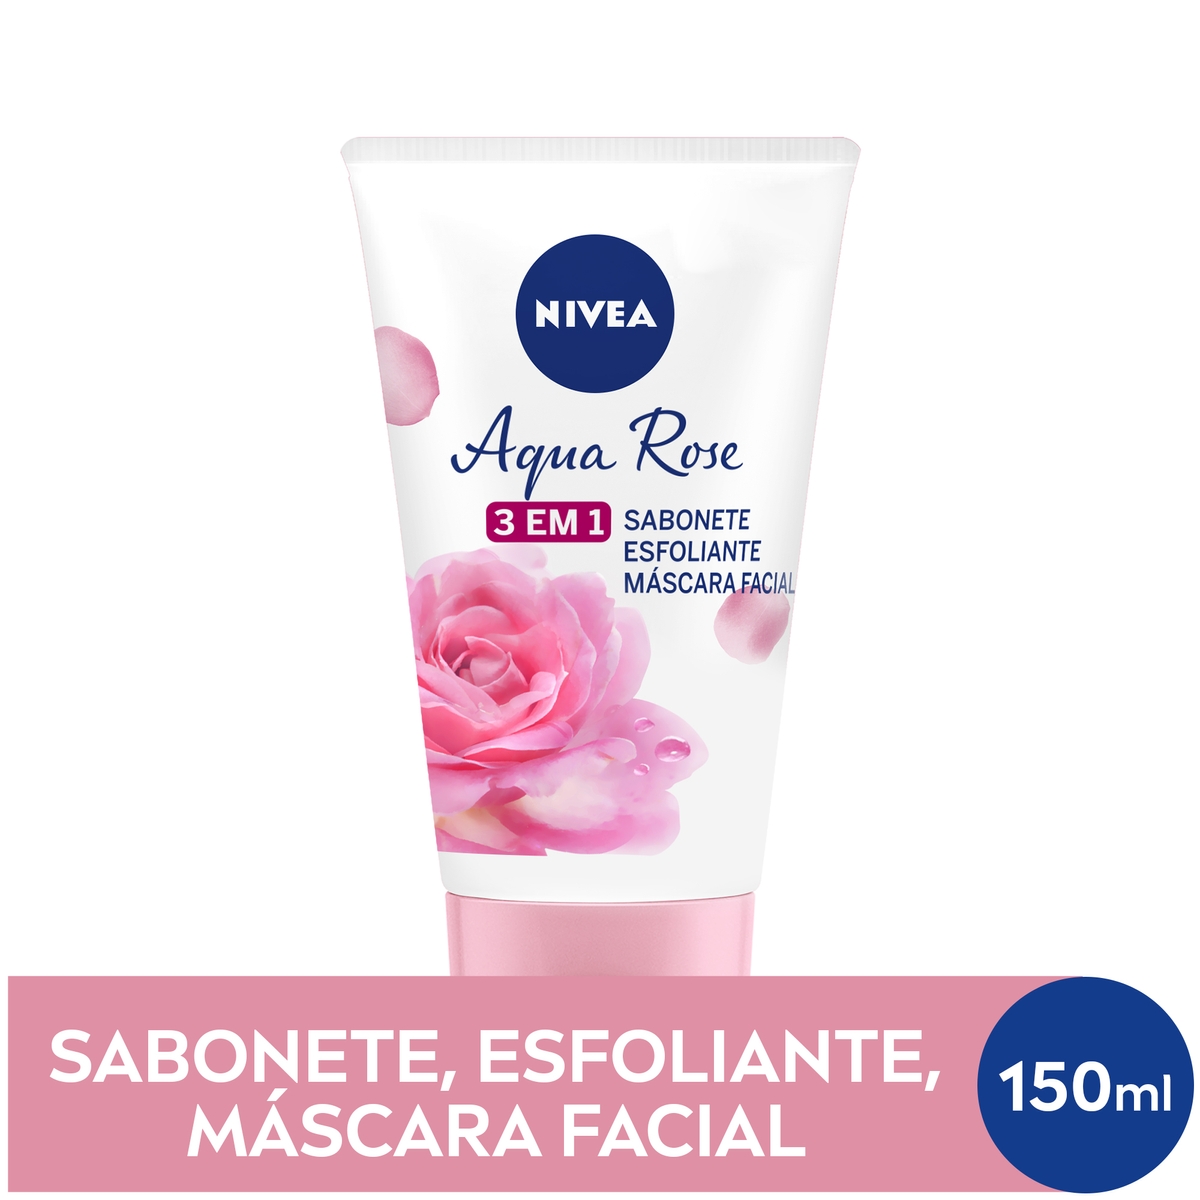 NIVEA
Aqua Rose
3 EM 1
SABONETE
ESFOLIANTE
MÁSCARA FACIAL
SABONETE, ESFOLIANTE,
MÁSCARA FACIAL
150ml